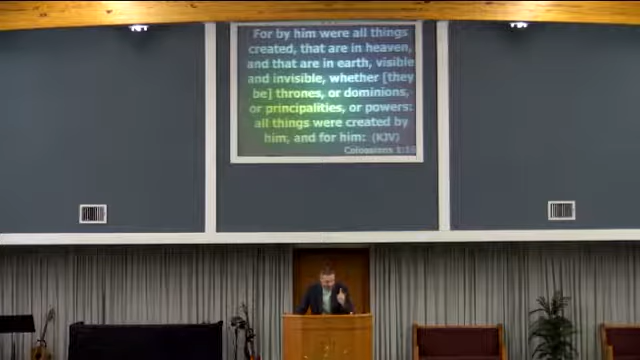 For by him were all things
created, that are in heaven,
and that are in earth, visible
and invisible, whether [they
be] thrones, or dominions,
or principalities, or powers:
all things were created by
him, and for him: (KJV)
Colossians 1:16